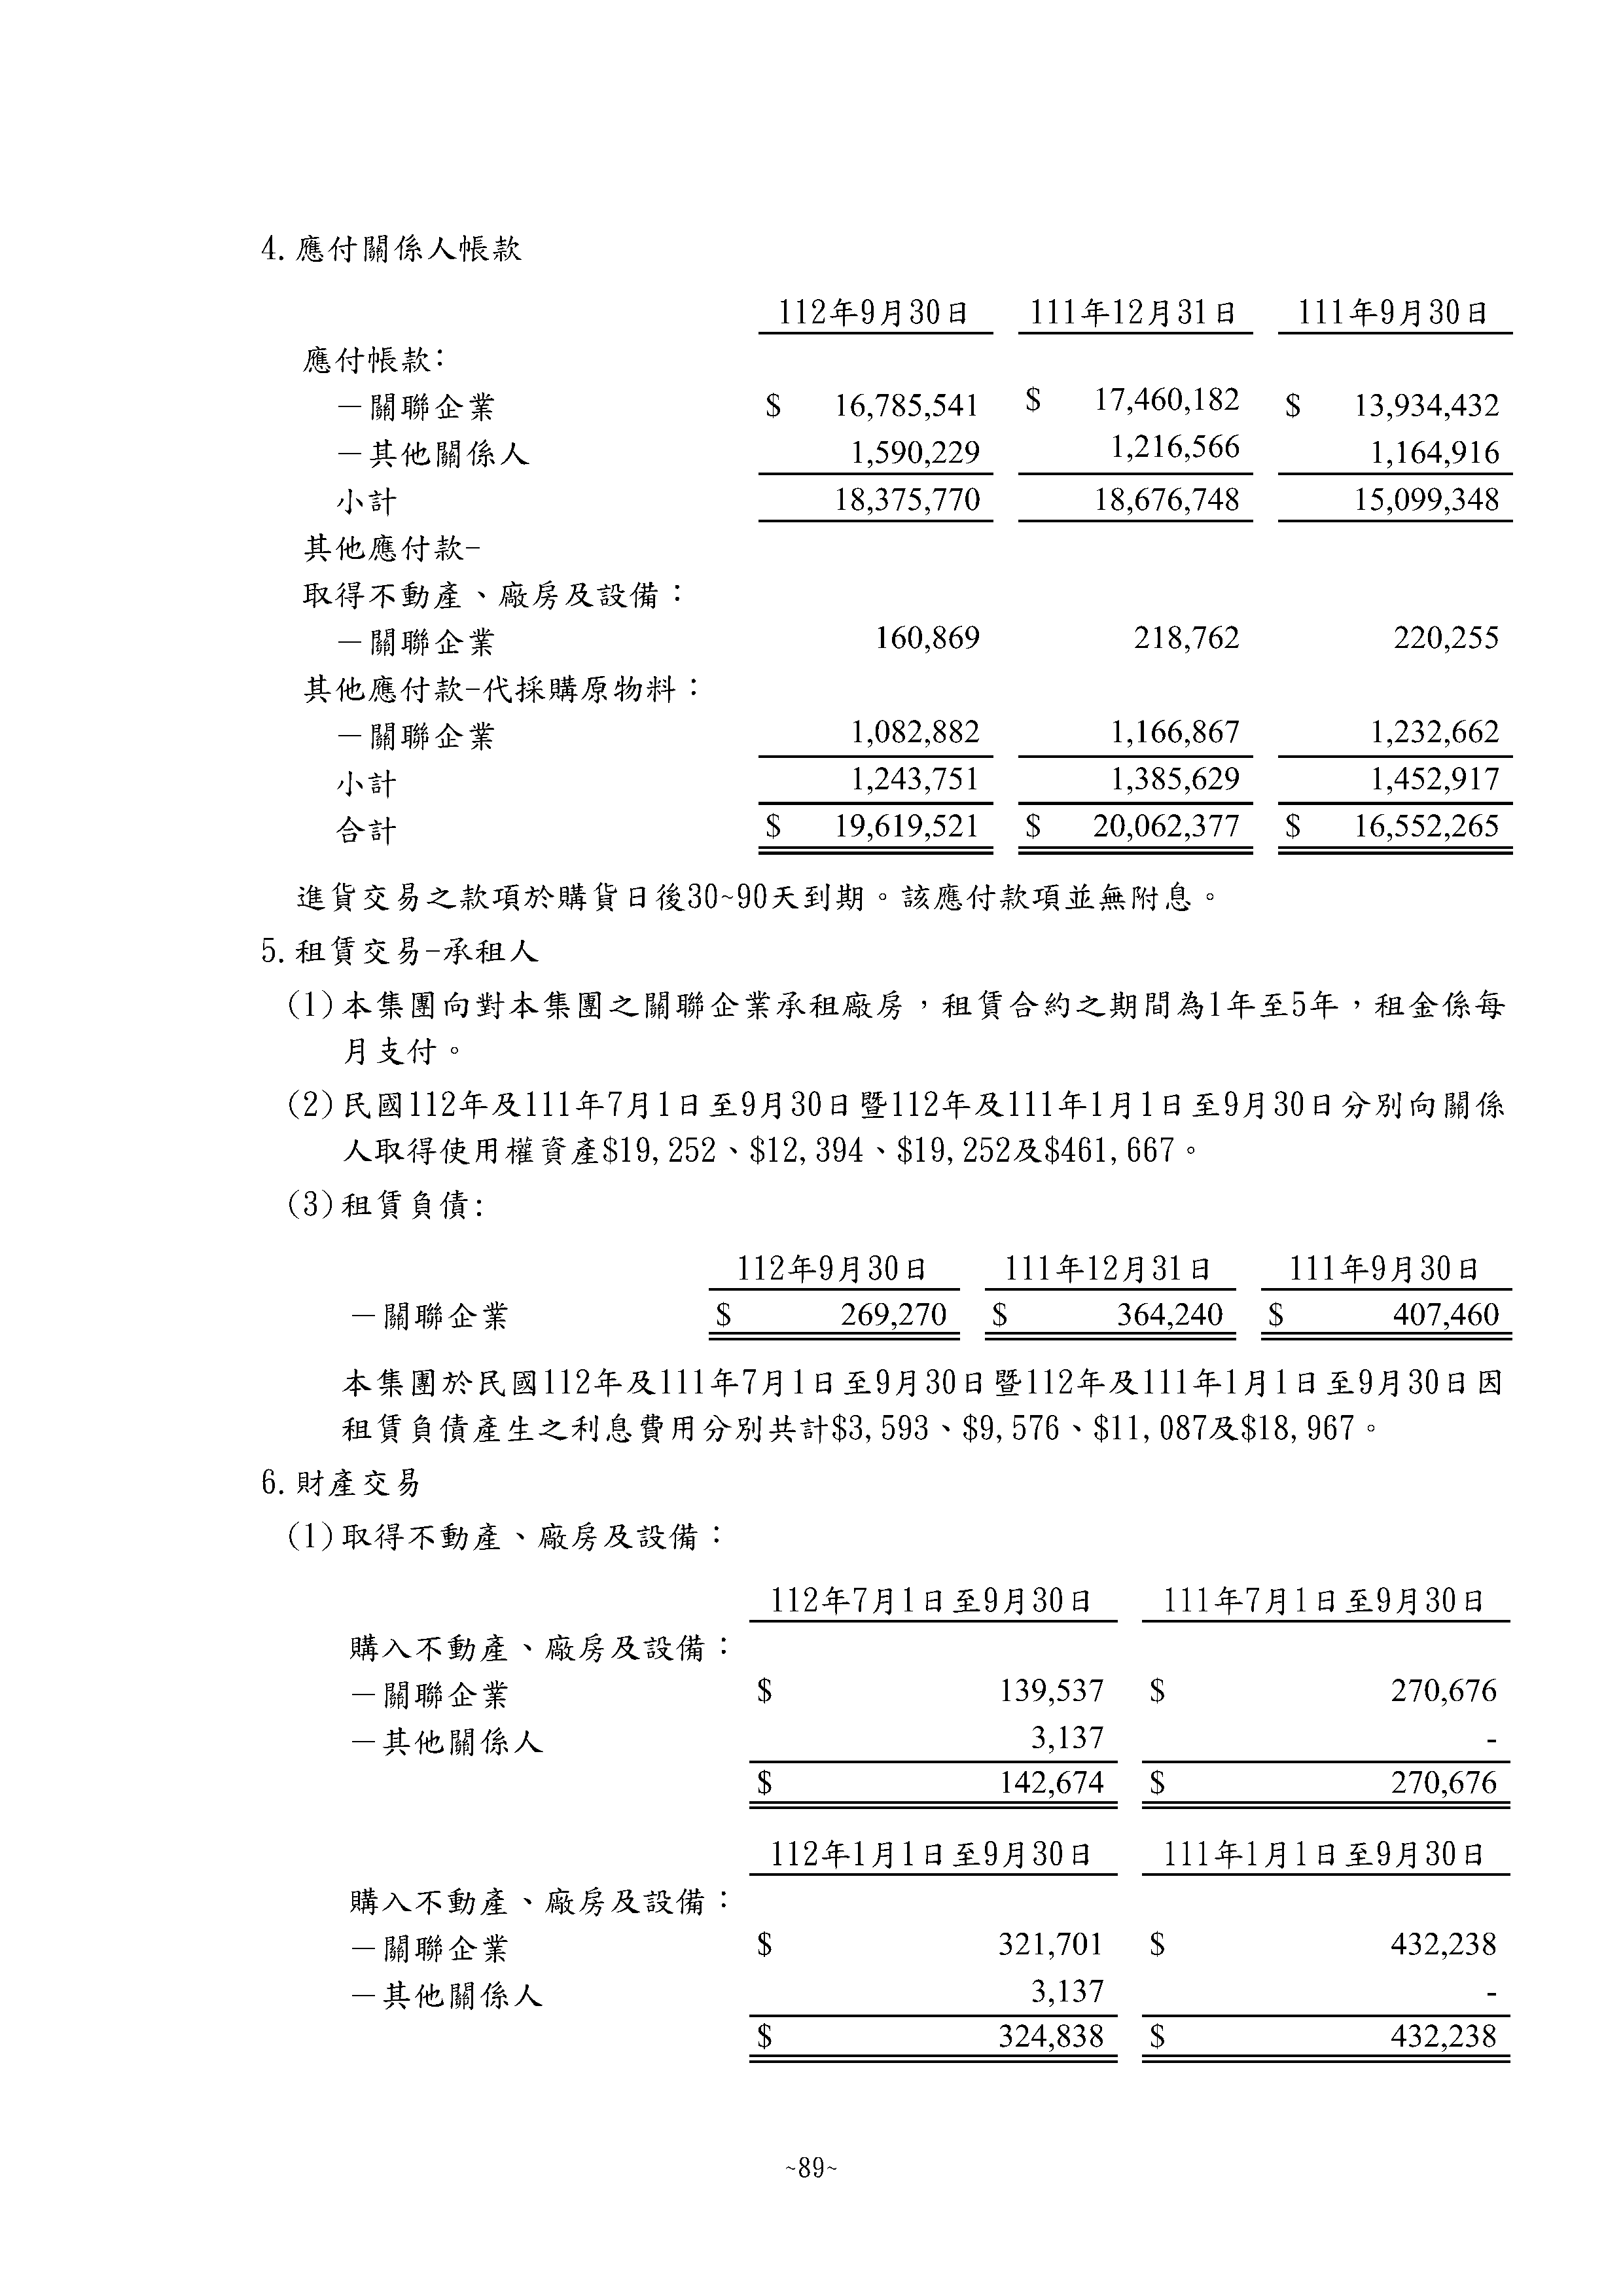 4. 應付關係人帳款
112年9月30日 111年12月31日 111年9月30日
應付帳款：
－關聯企業 $ 16,785,541 $ 17,460,182 $ 13,934,432
－其他關係人 1,590,229 1,216,566 1,164,916
小計 18,375,770 18,676,748 15,099,348
其他應付款-
取得不動產、廠房及設備：
－關聯企業 160,869 218,762 220,255
其他應付款-代採購原物料：
－關聯企業 1,082,882 1,166,867 1,232,662
小計 1,243,751 1,385,629 1,452,917
合計 $ 19,619,521 $ 20,062,377 $ 16,552,265
進貨交易之款項於購貨日後30~90天到期。該應付款項並無附息。
5. 租賃交易-承租人
(1)本集團向對本集團之關聯企業承租廠房，租賃合約之期間為1年至5年，租金係每
月支付。
(2)民國112年及111年7月1日至9月30日暨112年及111年1月1日至9月30日分別向關係
人取得使用權資產$19,252、$12,394、$19,252及$461,667。
(3)租賃負債:
112年9月30日 111年12月31日 111年9月30日
－關聯企業 $ 269,270 $ 364,240 $ 407,460
本集團於民國112年及111年7月1日至9月30日暨112年及111年1月1日至9月30日因
租賃負債產生之利息費用分別共計$3,593、$9,576、$11,087及$18,967。
6. 財產交易
(1)取得不動產、廠房及設備：
112年7月1日至9月30日 111年7月1日至9月30日
購入不動產、廠房及設備：
－關聯企業 $ 139,537 $ 270,676
－其他關係人 3,137 -
$ 142,674 $ 270,676
112年1月1日至9月30日 111年1月1日至9月30日
購入不動產、廠房及設備：
－關聯企業 $ 321,701 $ 432,238
－其他關係人 3,137 -
$ 324,838 $ 432,238
~89~